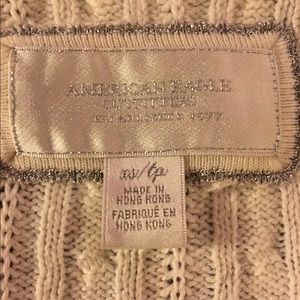 AMERICAN EAGLE
OUTFITTERS
ESTABLISHED 1977
xs/tp
MADE IN
HONG KONG
FABRIQUÉ EN
HONG KONG